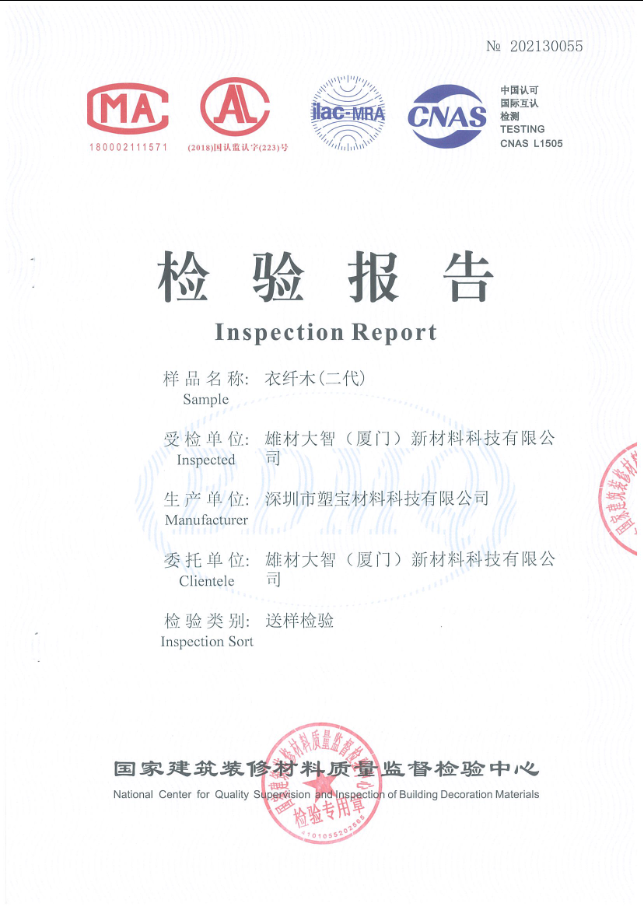 № 202130055
MA
AL
ilac-MRA
CNAS
中国认可
国际互认
检测
TESTING
CNAS L1505
180002111571
(2018)国认监认字(223)号
检验报告
Inspection Report
样品名称: 衣纤木(二代)
Sample
受检单位: 雄材大智（厦门）新材料科技有限公
Inspected 司
生产单位: 深圳市塑宝材料科技有限公司
Manufacturer
委托单位: 雄材大智（厦门）新材料科技有限公
Clientele 司
检验类别: 送样检验
Inspection Sort
国家建筑装修材料质量监督检验中心
National Center for Quality Supervision and Inspection of Building Decoration Materials
国家建筑装修材料质量监督检验中心
检验专用章